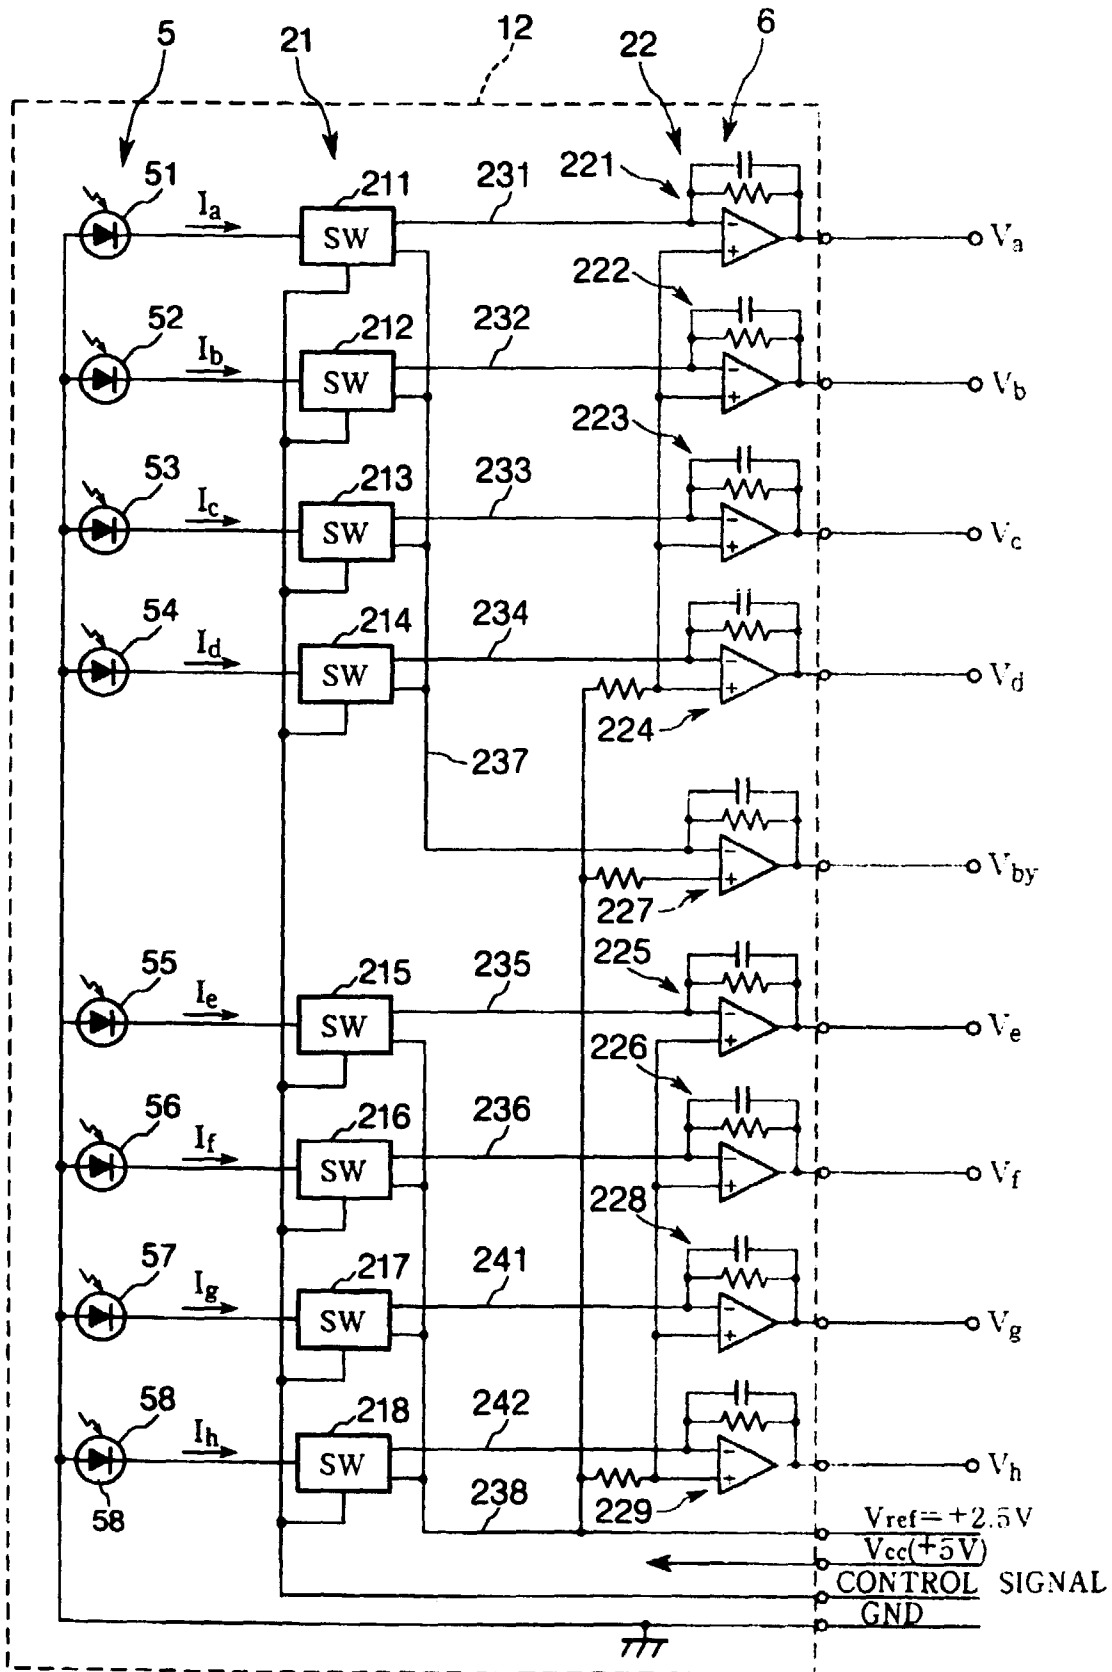 5 21 12 22 6
51 Ia 211 SW 231 221 − + Va
52 Ib 212 SW 232 222 − + Vb
53 Ic 213 SW 233 223 − + Vc
54 Id 214 SW 234 − + 224 Vd
237 − + 227 Vby
55 Ie 215 SW 235 225 − + Ve
56 If 216 SW 236 226 − + Vf
57 Ig 217 SW 241 228 − + Vg
58 Ih 218 SW 242 − + 229 Vh
58
238 Vref=+2.5V
Vcc(+5V)
CONTROL SIGNAL
GND